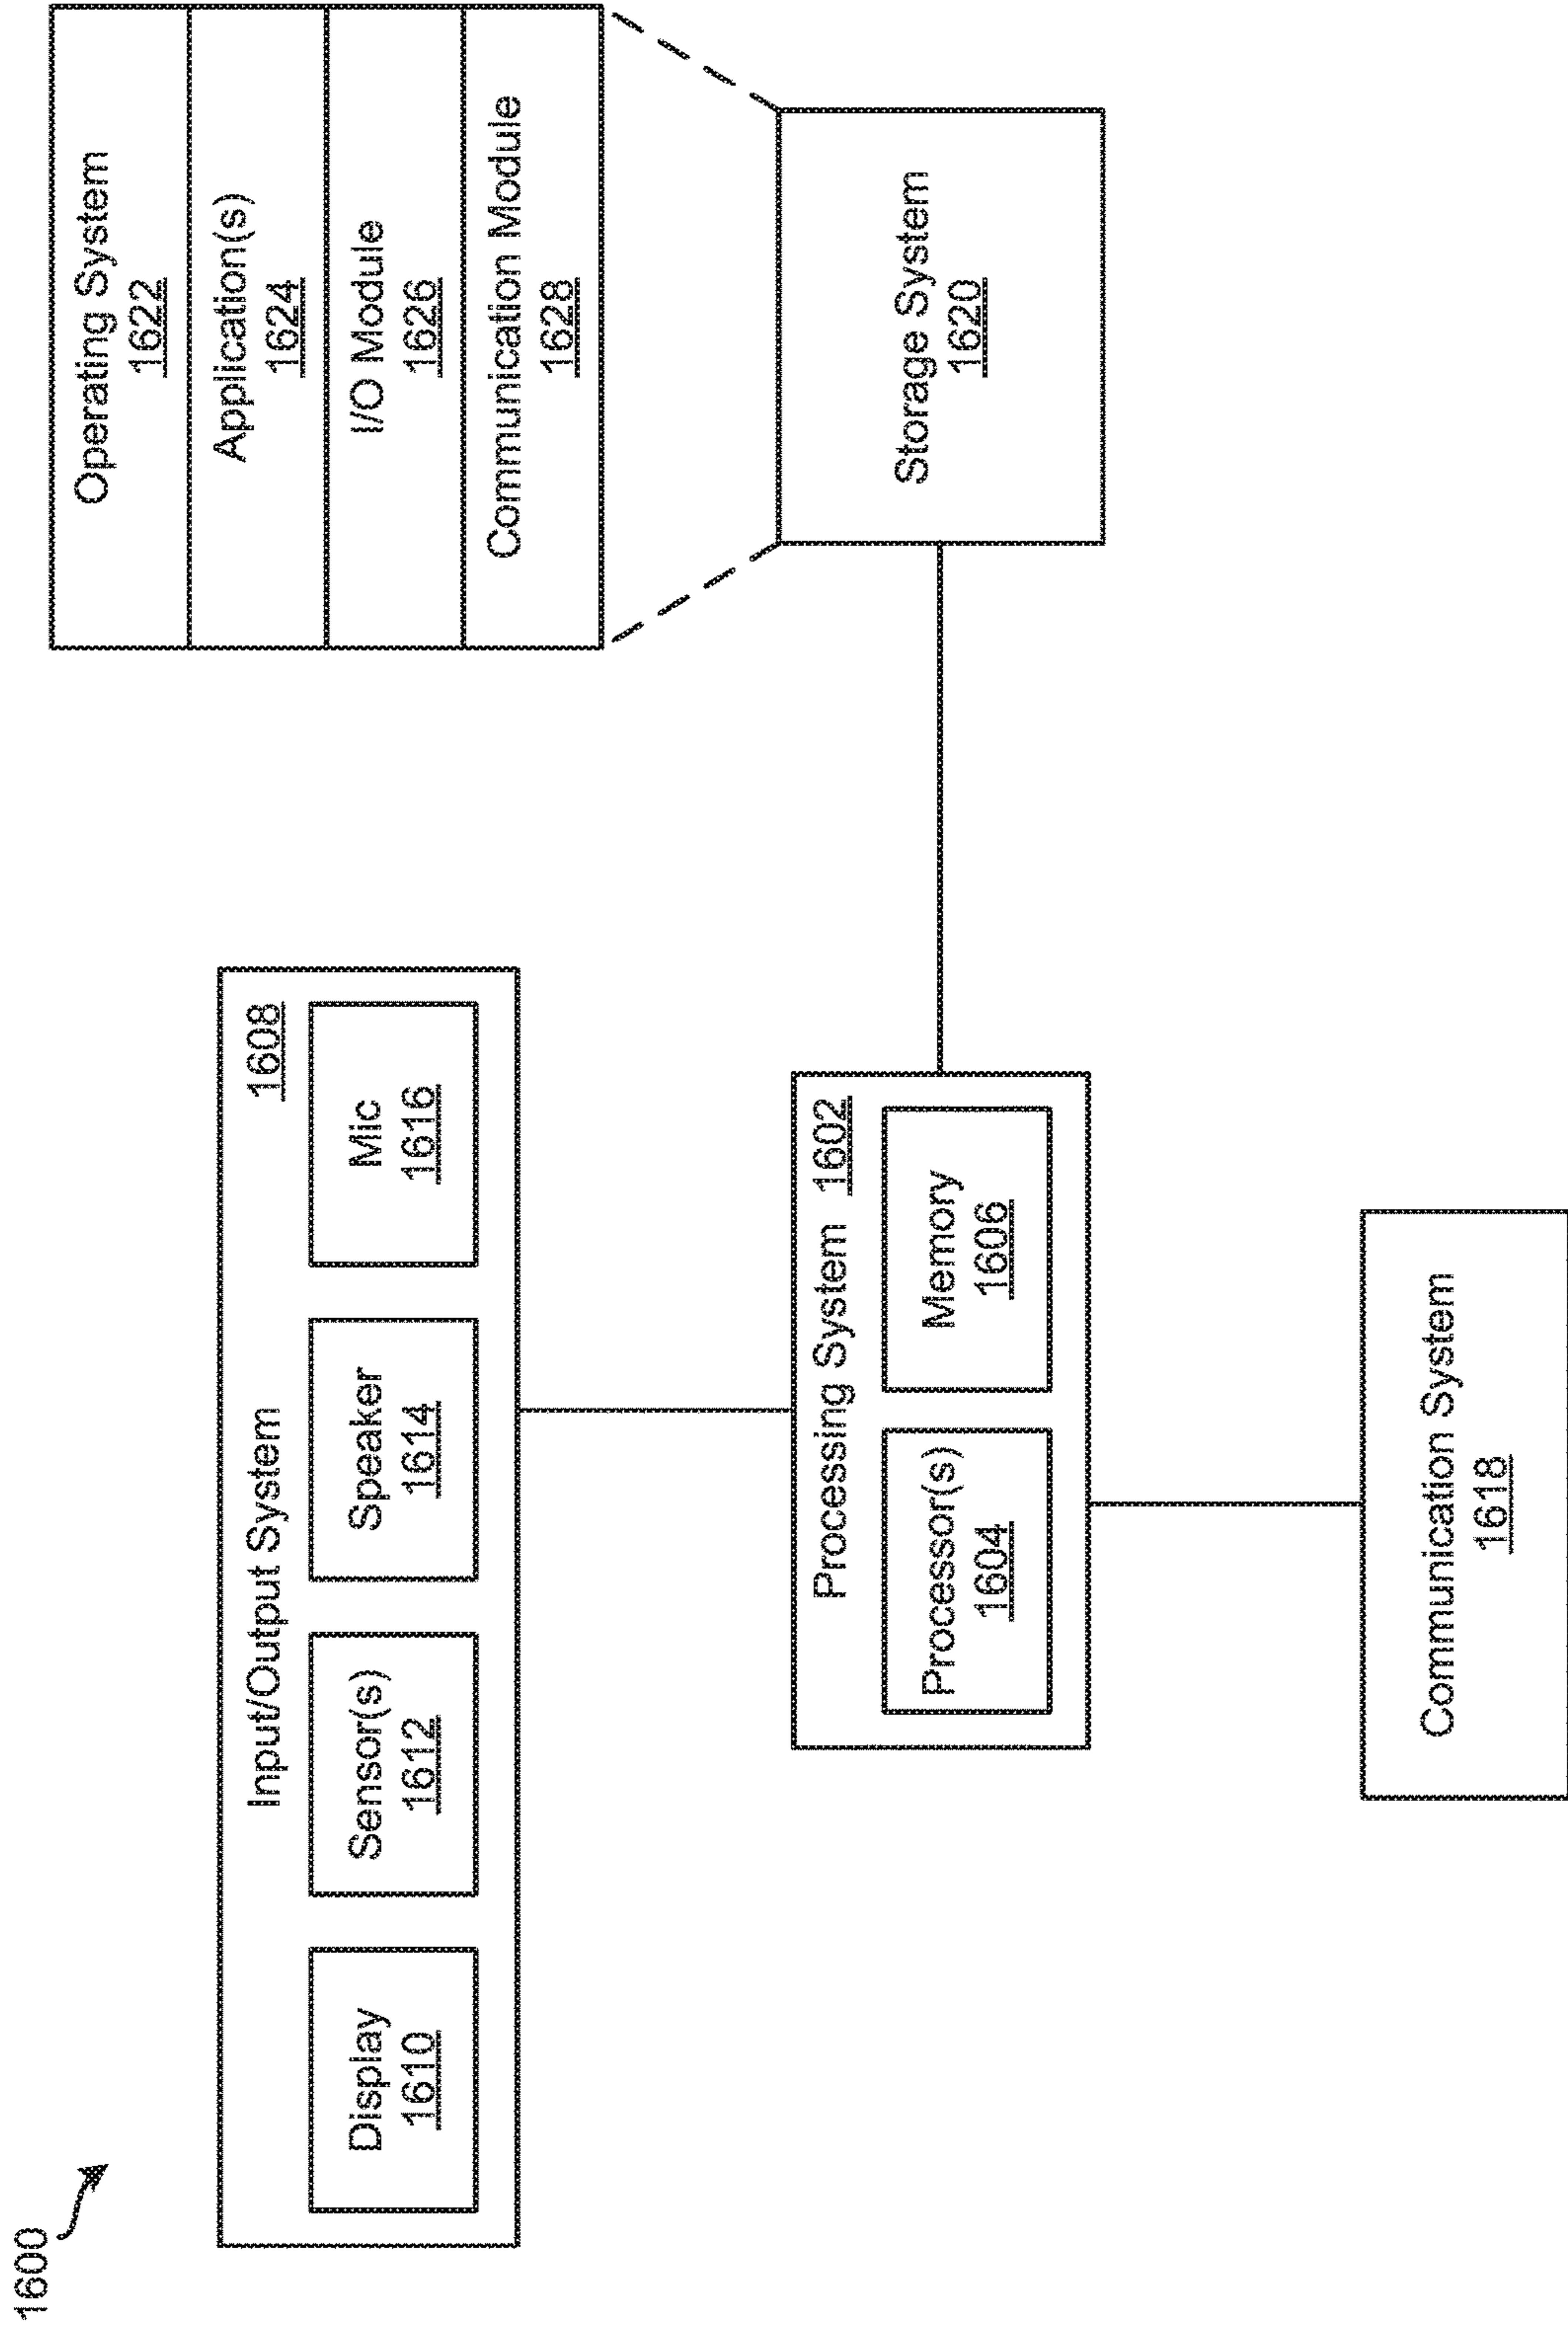 1600
Input/Output System
1608
Display
1610
Sensor(s)
1612
Speaker
1614
Mic
1616
Operating System
1622
Application(s)
1624
I/O Module
1626
Communication Module
1628
Processing System 1602
Processor(s)
1604
Memory
1606
Storage System
1620
Communication System
1618